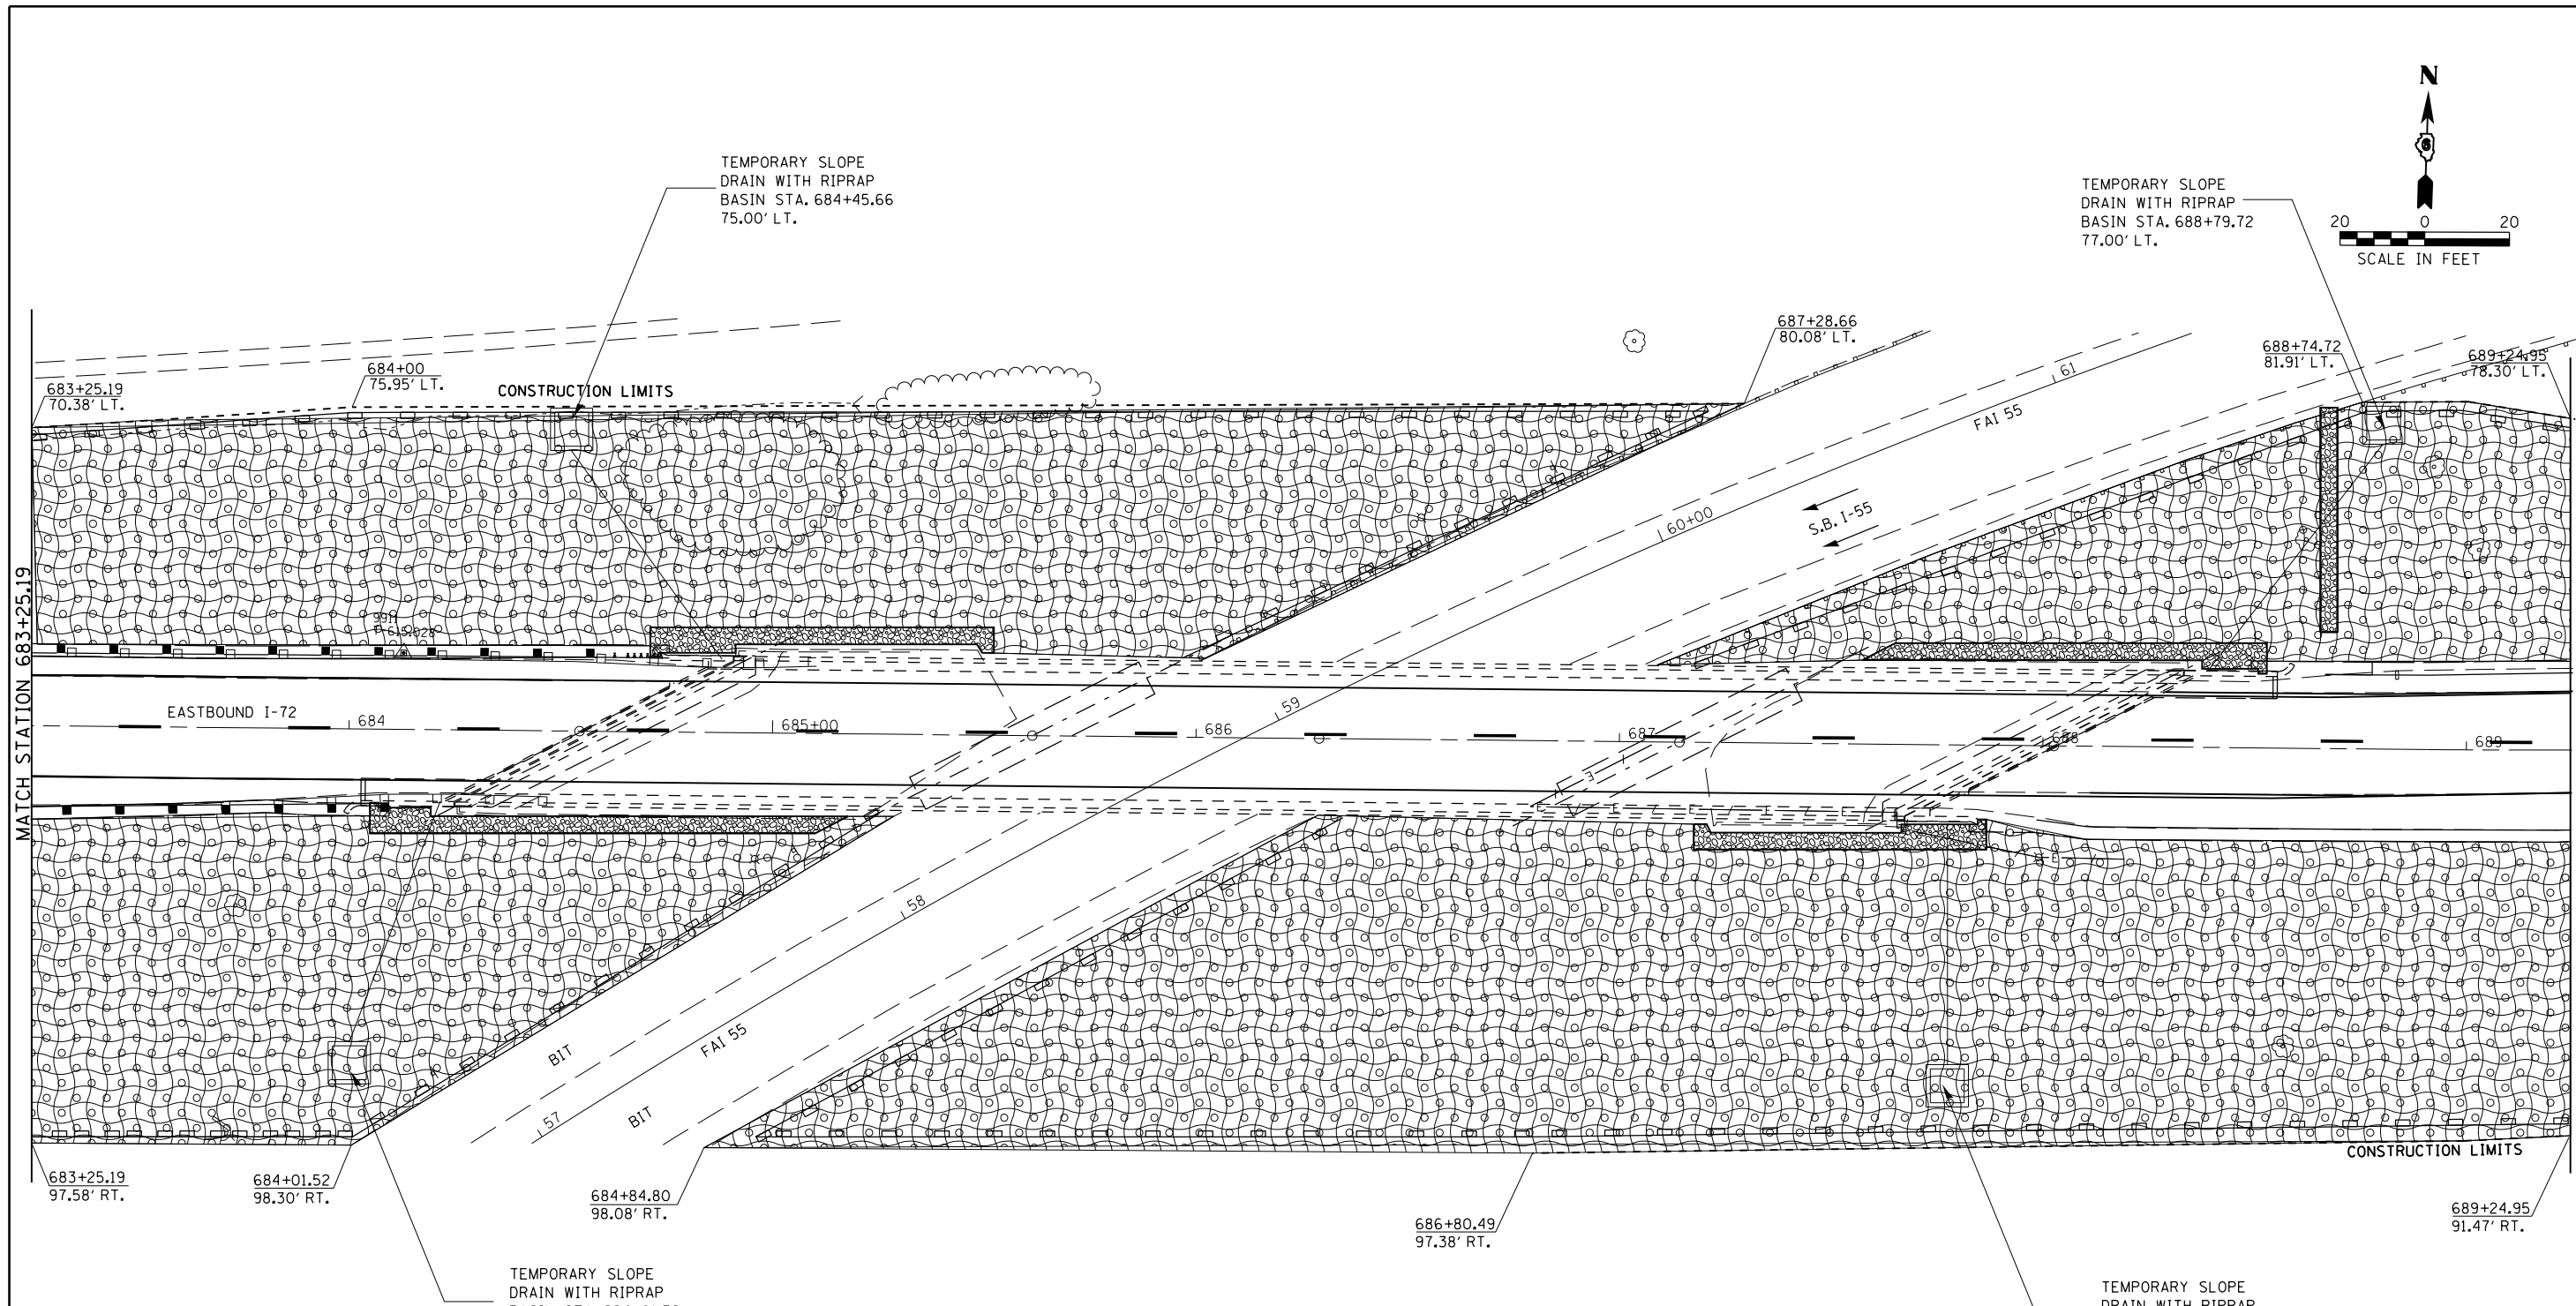 N
TEMPORARY SLOPE
DRAIN WITH RIPRAP
BASIN STA. 684+45.66
75.00' LT.
TEMPORARY SLOPE
DRAIN WITH RIPRAP
BASIN STA. 688+79.72
77.00' LT.
20 0 20
SCALE IN FEET
687+28.66
80.08' LT.
688+74.72
81.91' LT.
689+24.95
78.30' LT.
684+00
75.95' LT.
683+25.19
70.38' LT.
CONSTRUCTION LIMITS
61
FAI 55
60+00
S.B. I-55
MATCH STATION 683+25.19
9911
59
EASTBOUND I-72
684
685+00
686
687
688
689
58
FAI 55
BIT
57
BIT
CONSTRUCTION LIMITS
683+25.19
97.58' RT.
684+01.52
98.30' RT.
684+84.80
98.08' RT.
686+80.49
97.38' RT.
689+24.95
91.47' RT.
TEMPORARY SLOPE
DRAIN WITH RIPRAP
TEMPORARY SLOPE
DRAIN WITH RIPRAP